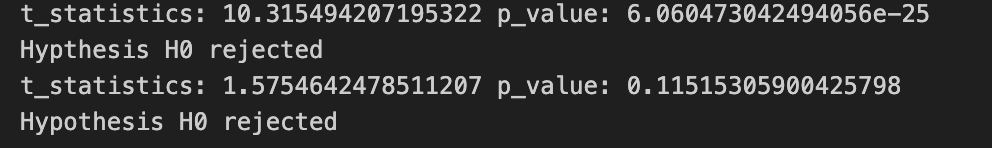 t_statistics: 10.315494207195322 p_value: 6.060473042494056e-25
Hypthesis H0 rejected
t_statistics: 1.5754642478511207 p_value: 0.11515305900425798
Hypothesis H0 rejected